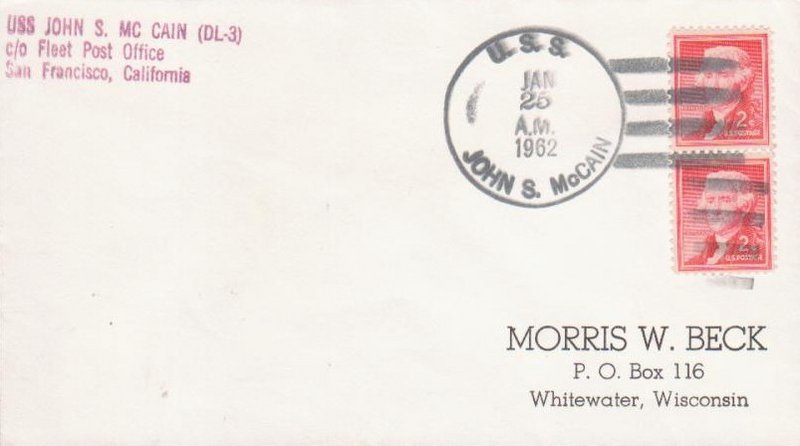 USS JOHN S. MC CAIN (DL-3)
c/o Fleet Post Office
San Francisco, California
U.S.S.
JAN
25
A.M.
1962
JOHN S. McCAIN
2¢
U.S. POSTAGE
2¢
U.S. POSTAGE
MORRIS W. BECK
P. O. Box 116
Whitewater, Wisconsin